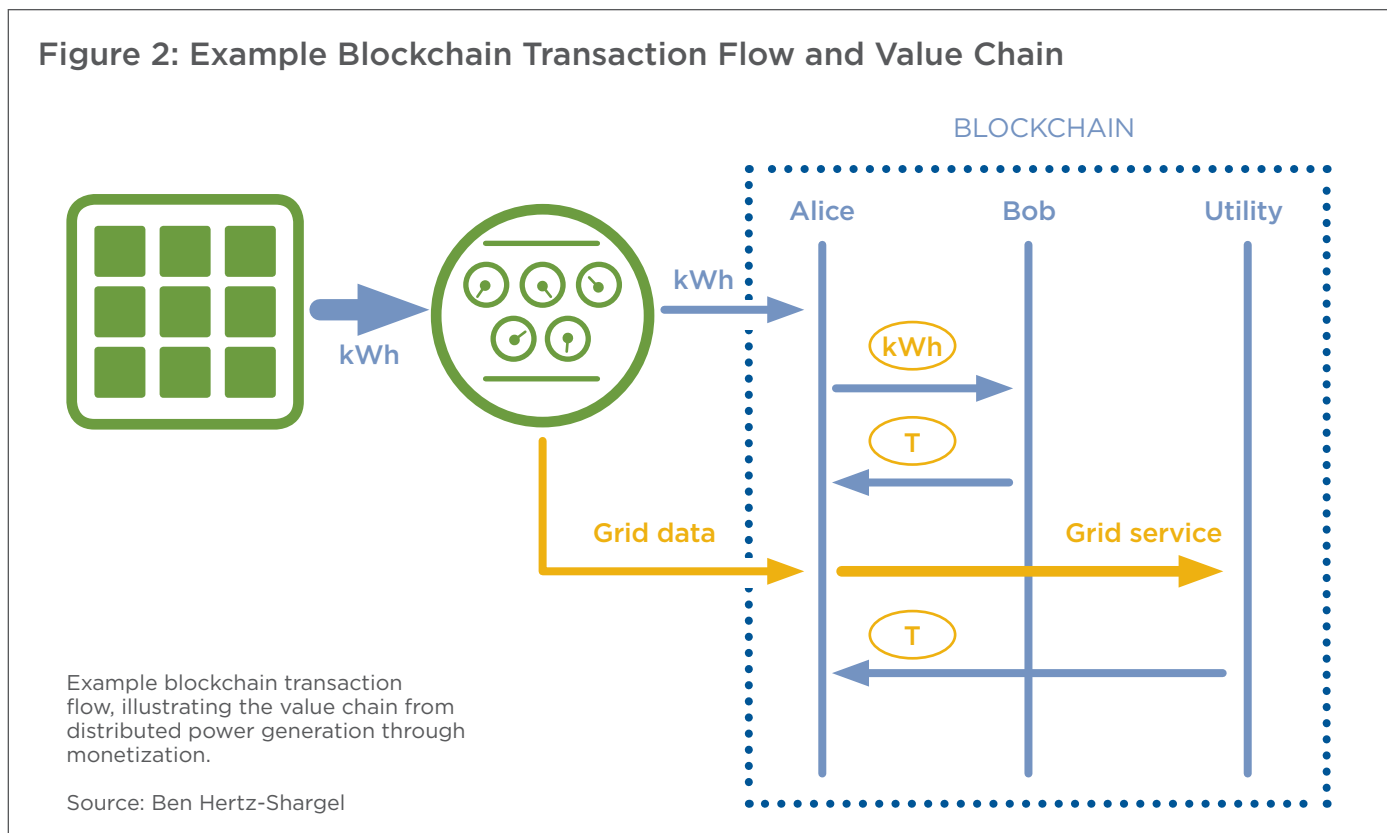 Figure 2: Example Blockchain Transaction Flow and Value Chain
BLOCKCHAIN
Alice
Bob
Utility
kWh
kWh
kWh
T
Grid data
Grid service
T
Example blockchain transaction
flow, illustrating the value chain from
distributed power generation through
monetization.
Source: Ben Hertz-Shargel